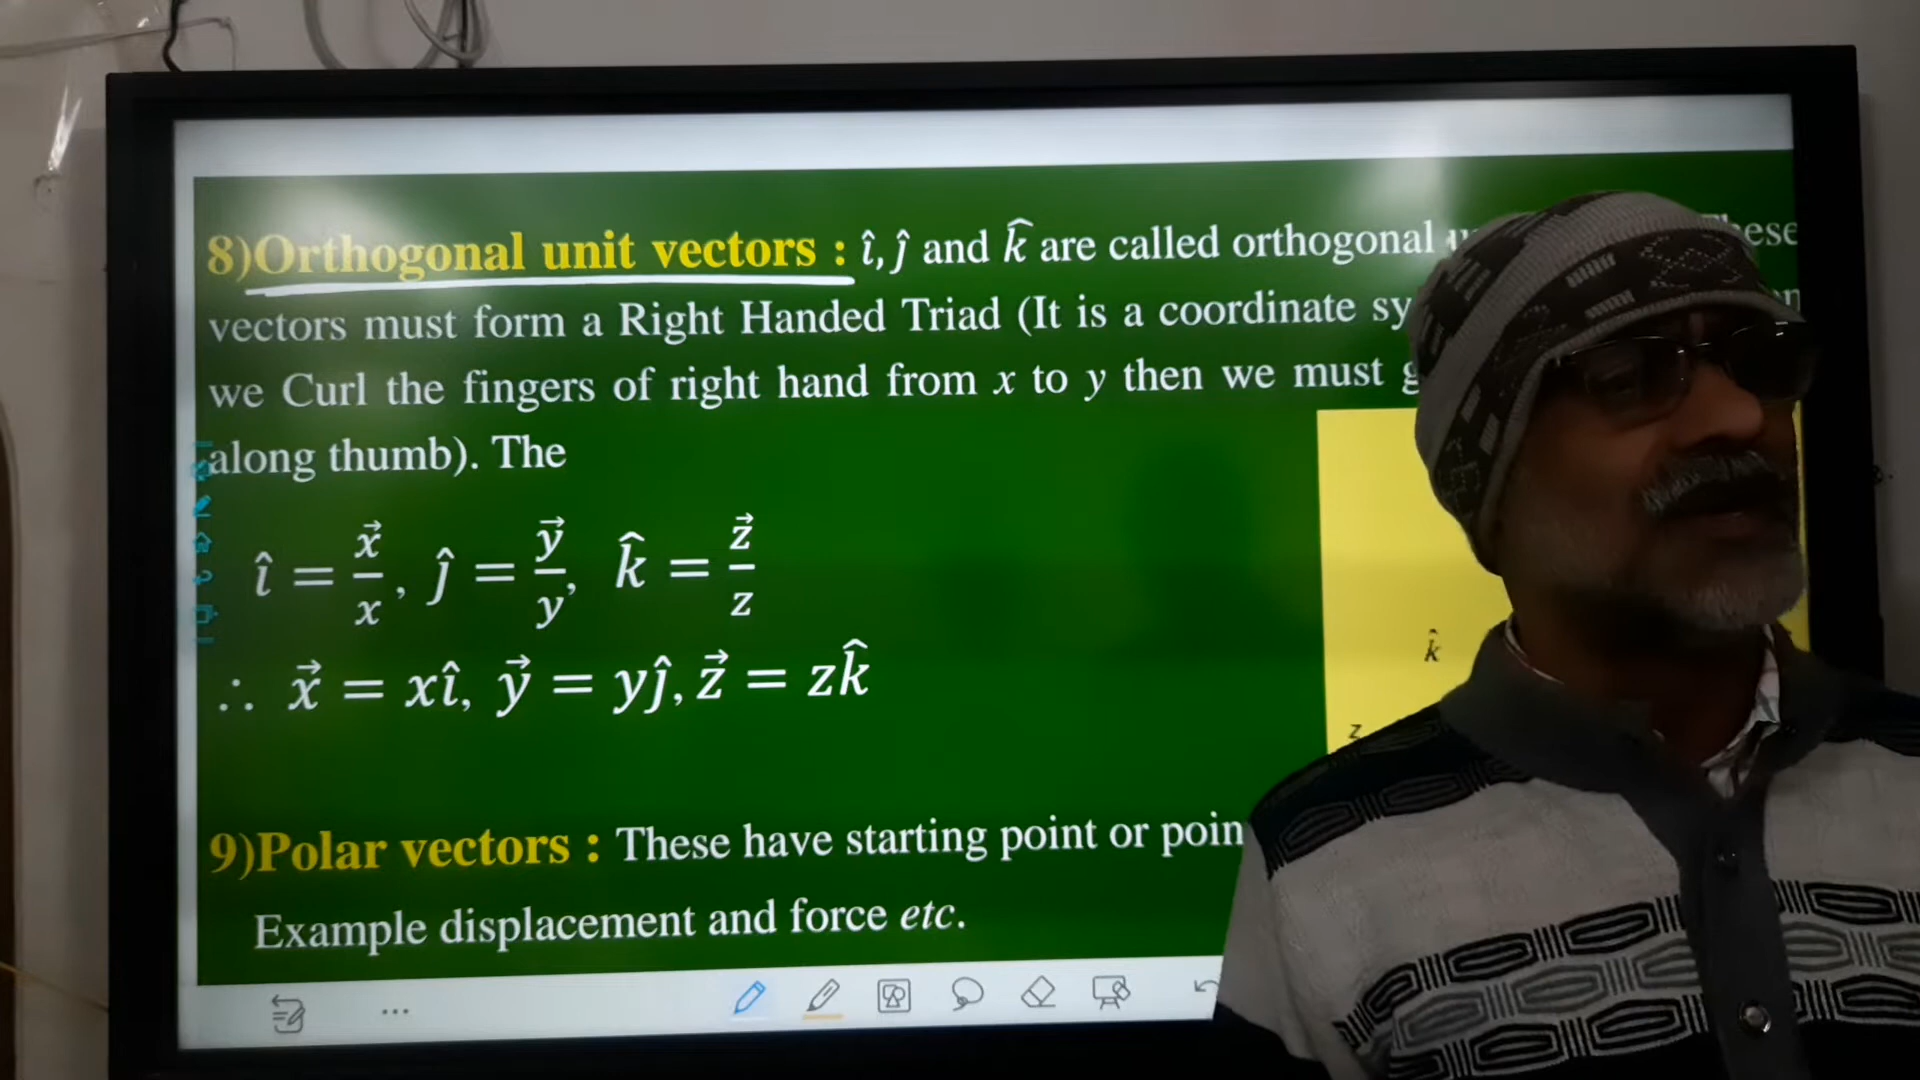 8)Orthogonal unit vectors : î, ĵ and k̂ are called orthogonal
vectors must form a Right Handed Triad (It is a coordinate
we Curl the fingers of right hand from x to y then we must
along thumb). The
î = x⃗/x, ĵ = y⃗/y, k̂ = z⃗/z
∴ x⃗ = xî, y⃗ = yĵ, z⃗ = zk̂
k̂
z
9)Polar vectors : These have starting point or
Example displacement and force etc.